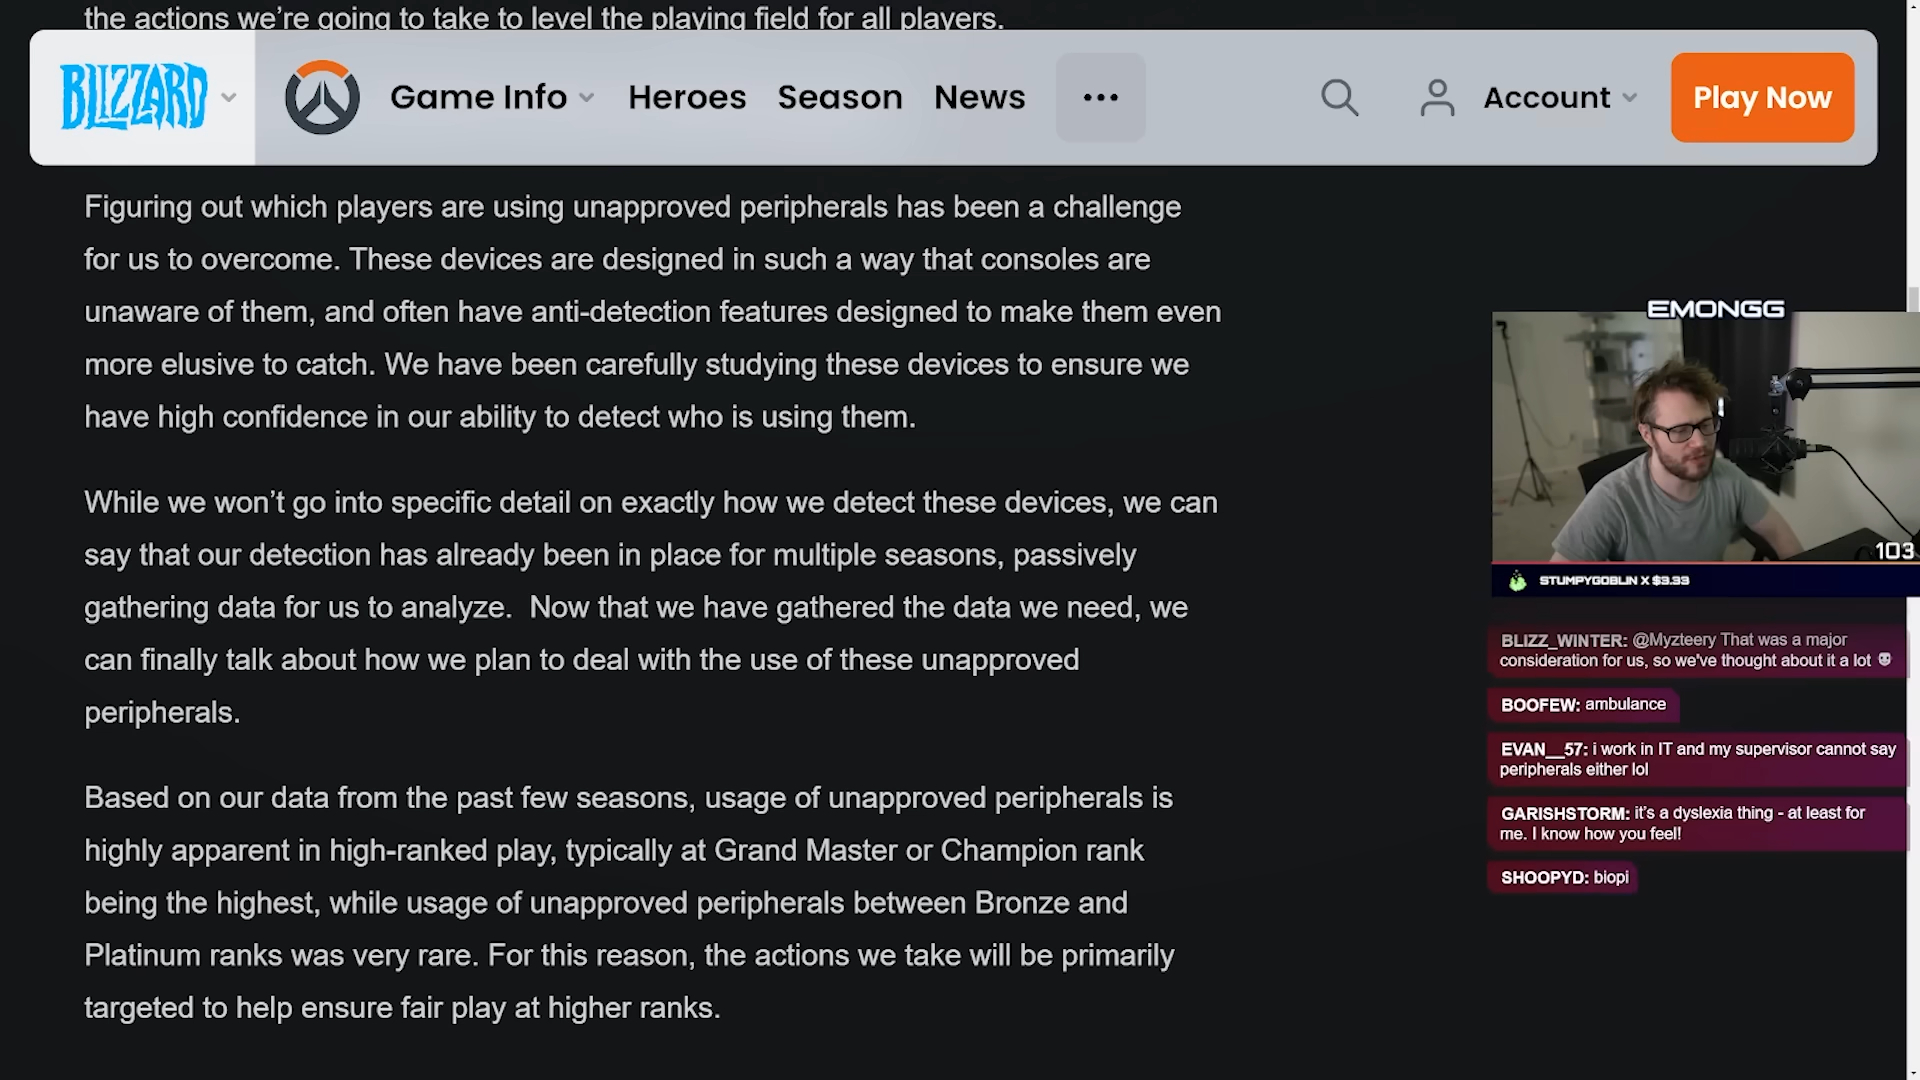 the actions we're going to take to level the playing field for all players.
BLIZZARD
Game Info
Heroes
Season
News
Account
Play Now
Figuring out which players are using unapproved peripherals has been a challenge
for us to overcome. These devices are designed in such a way that consoles are
unaware of them, and often have anti-detection features designed to make them even
more elusive to catch. We have been carefully studying these devices to ensure we
have high confidence in our ability to detect who is using them.
While we won't go into specific detail on exactly how we detect these devices, we can
say that our detection has already been in place for multiple seasons, passively
gathering data for us to analyze.  Now that we have gathered the data we need, we
can finally talk about how we plan to deal with the use of these unapproved
peripherals.
Based on our data from the past few seasons, usage of unapproved peripherals is
highly apparent in high-ranked play, typically at Grand Master or Champion rank
being the highest, while usage of unapproved peripherals between Bronze and
Platinum ranks was very rare. For this reason, the actions we take will be primarily
targeted to help ensure fair play at higher ranks.
EMONGG
103
STUMPYGOBLIN X $3.33
BLIZZ_WINTER: @Myzteery That was a major
consideration for us, so we've thought about it a lot
BOOFEW: ambulance
EVAN__57: i work in IT and my supervisor cannot say
peripherals either lol
GARISHSTORM: it's a dyslexia thing - at least for
me. I know how you feel!
SHOOPYD: biopi